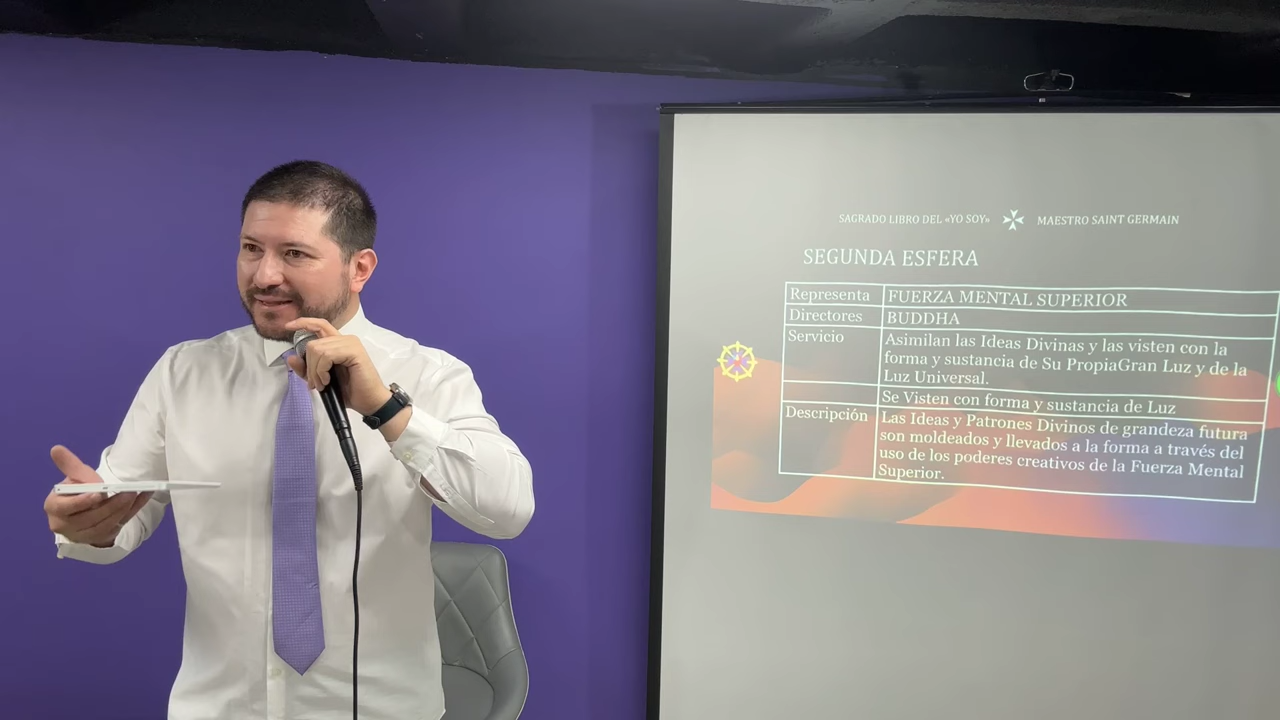 SAGRADO LIBRO DEL «YO SOY» MAESTRO SAINT GERMAIN
SEGUNDA ESFERA
Representa FUERZA MENTAL SUPERIOR
Directores BUDDHA
Servicio Asimilan las Ideas Divinas y las visten con la
forma y sustancia de Su PropiaGran Luz y de la
Luz Universal.
Se Visten con forma y sustancia de Luz
Descripción Las Ideas y Patrones Divinos de grandeza futura
son moldeados y llevados a la forma a través del
uso de los poderes creativos de la Fuerza Mental
Superior.